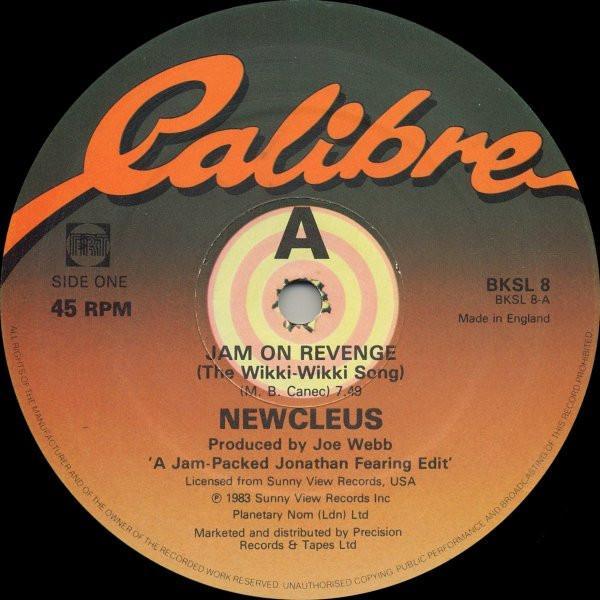 Calibre
A
SIDE ONE
45 RPM
BKSL 8
BKSL 8-A
Made in England
JAM ON REVENGE
(The Wikki-Wikki Song)
(M. B. Canec) 7.49
NEWCLEUS
Produced by Joe Webb
'A Jam-Packed Jonathan Fearing Edit'
Licensed from Sunny View Records, USA
℗ 1983 Sunny View Records Inc
Planetary Nom (Ldn) Ltd
Marketed and distributed by Precision
Records & Tapes Ltd
ALL RIGHTS OF THE MANUFACTURER AND OF THE OWNER OF THE RECORDED WORK RESERVED. UNAUTHORISED COPYING, PUBLIC PERFORMANCE AND BROADCASTING OF THIS RECORD PROHIBITED.